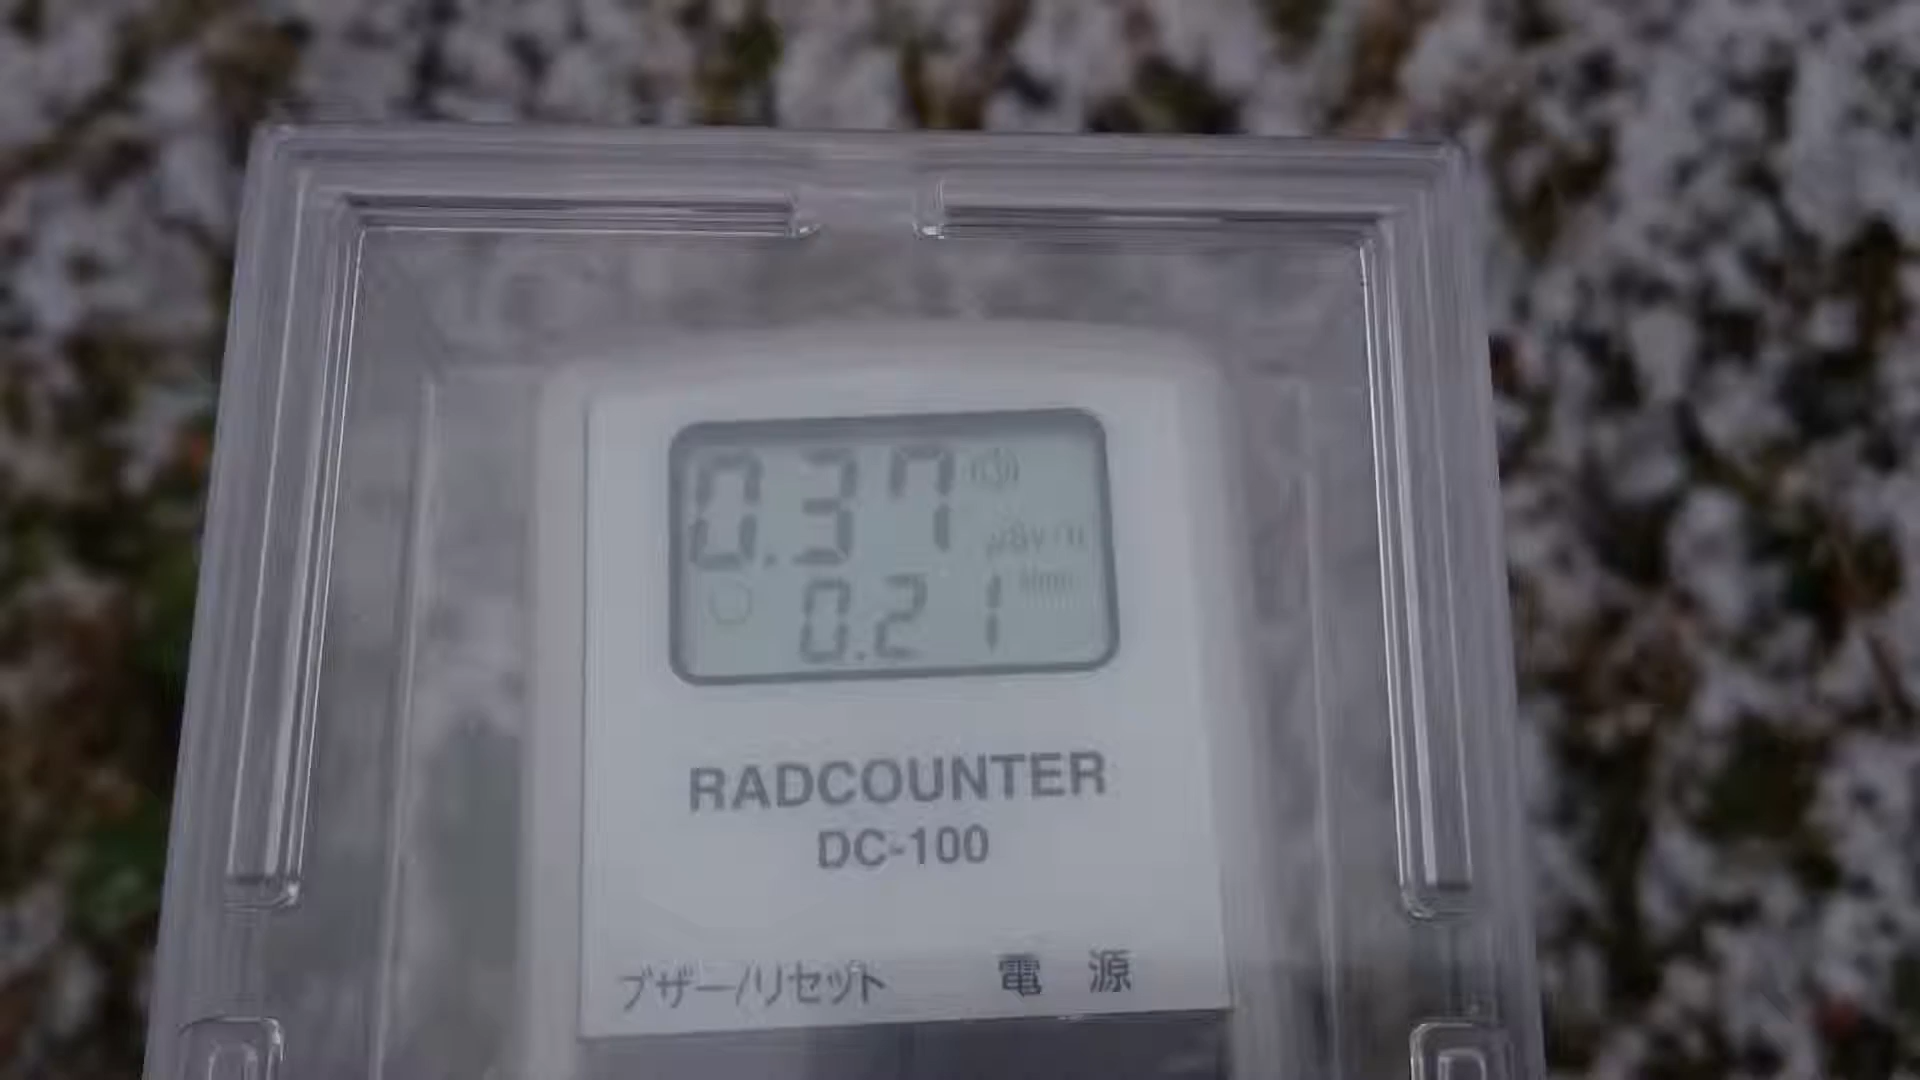 0.37
μSv/h
0.21
RADCOUNTER
DC-100
ブザー/リセット 電 源